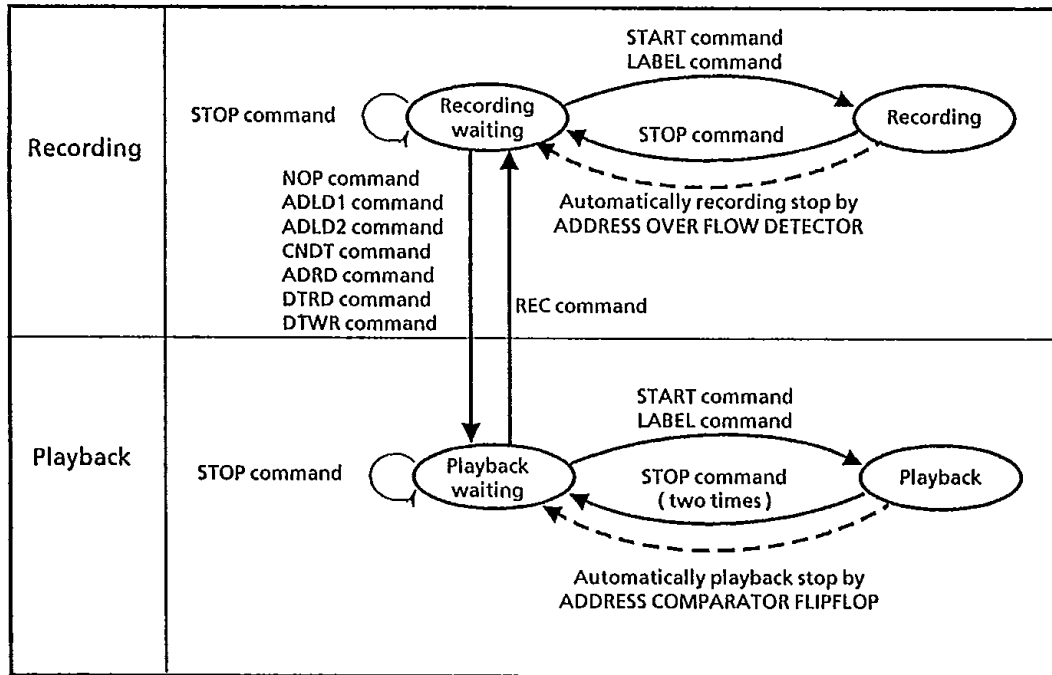 Recording
START command
LABEL command
STOP command
Recording
waiting
Recording
STOP command
Automatically recording stop by
ADDRESS OVER FLOW DETECTOR
NOP command
ADLD1 command
ADLD2 command
CNDT command
ADRD command
DTRD command
DTWR command
REC command
Playback
START command
LABEL command
STOP command
Playback
waiting
Playback
STOP command
( two times )
Automatically playback stop by
ADDRESS COMPARATOR FLIPFLOP